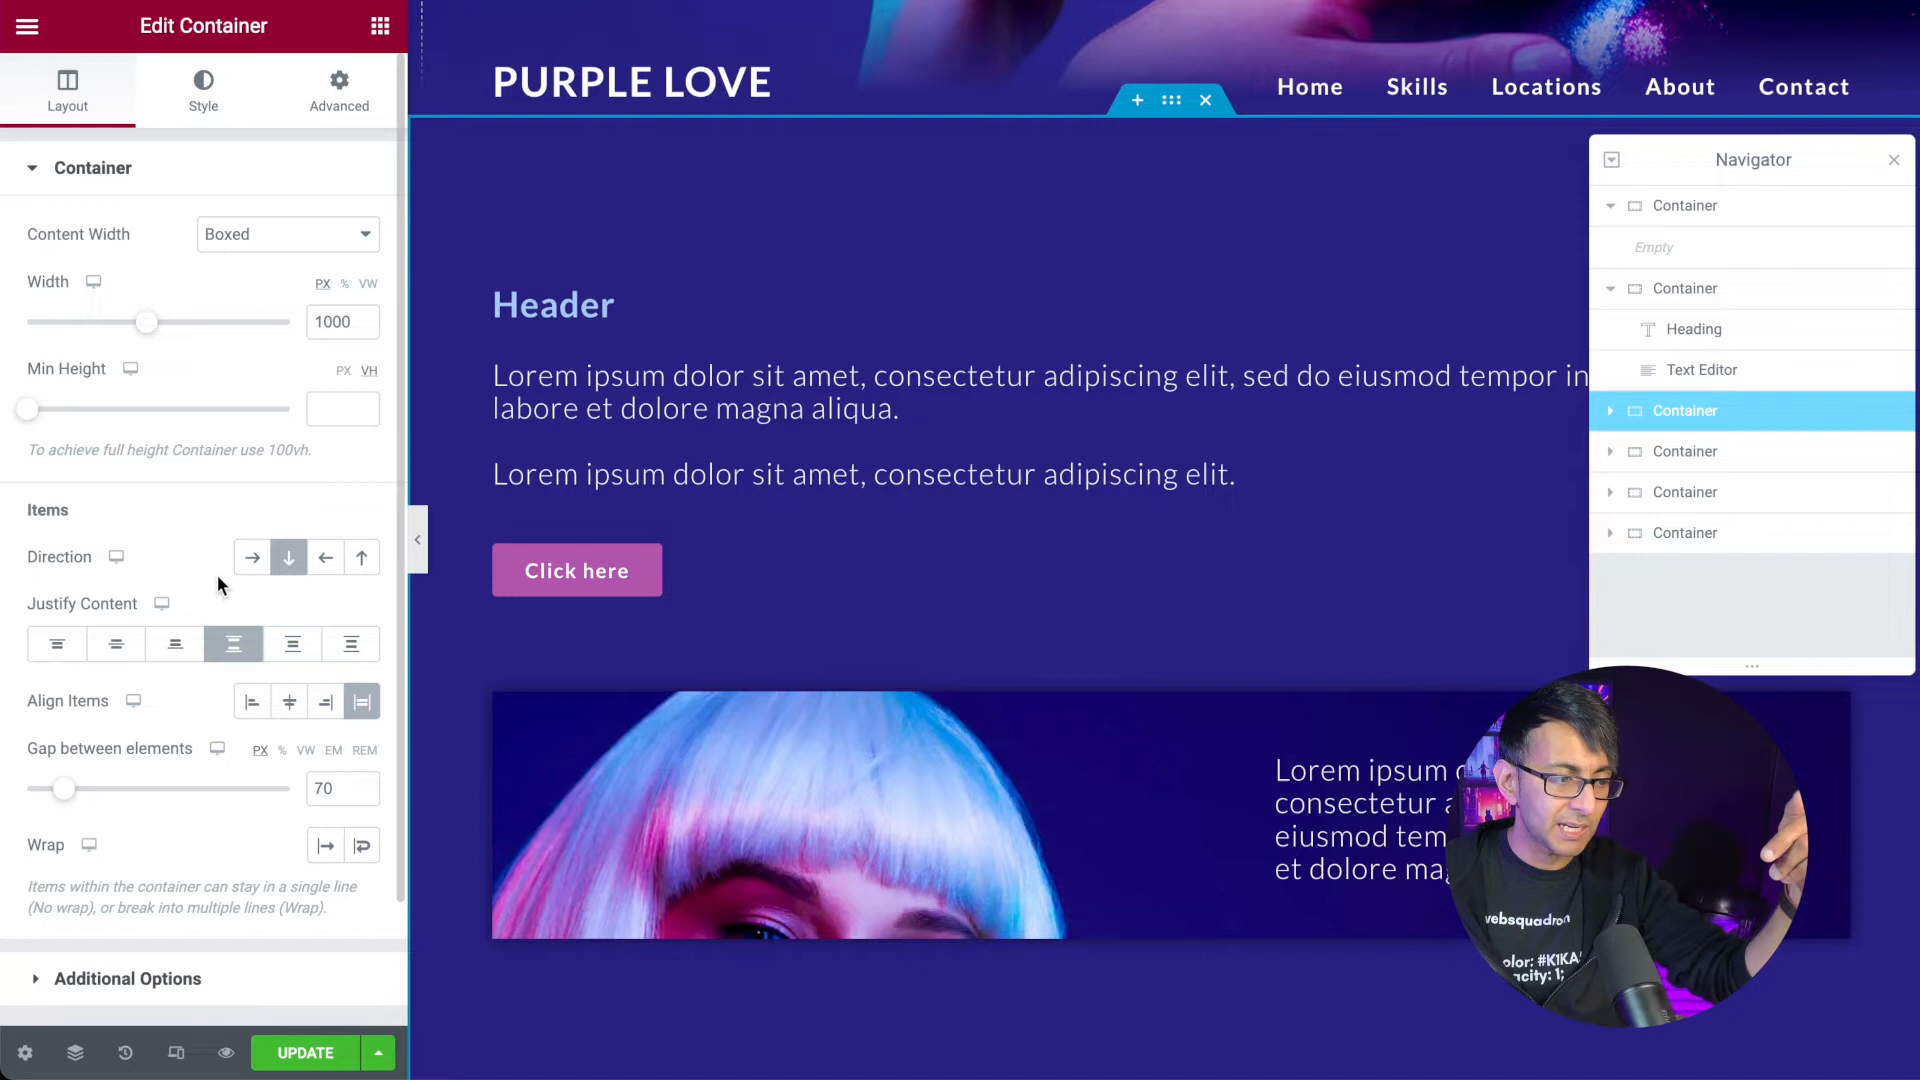 Edit Container
Layout
Style
Advanced
Container
Content Width
Boxed
Width
PX % VW
1000
Min Height
PX VH
To achieve full height Container use 100vh.
Items
Direction
Justify Content
Align Items
Gap between elements
PX % VW EM REM
70
Wrap
Items within the container can stay in a single line
(No wrap), or break into multiple lines (Wrap).
Additional Options
UPDATE
PURPLE LOVE
Home
Skills
Locations
About
Contact
Header
Lorem ipsum dolor sit amet, consectetur adipiscing elit, sed do eiusmod tempor in
labore et dolore magna aliqua.
Lorem ipsum dolor sit amet, consectetur adipiscing elit.
Click here
Lorem ipsum
consectetur
eiusmod tem
et dolore
Navigator
Container
Empty
Container
Heading
Text Editor
Container
Container
Container
Container
websquadron
olor: #K1KA
acity: 1;